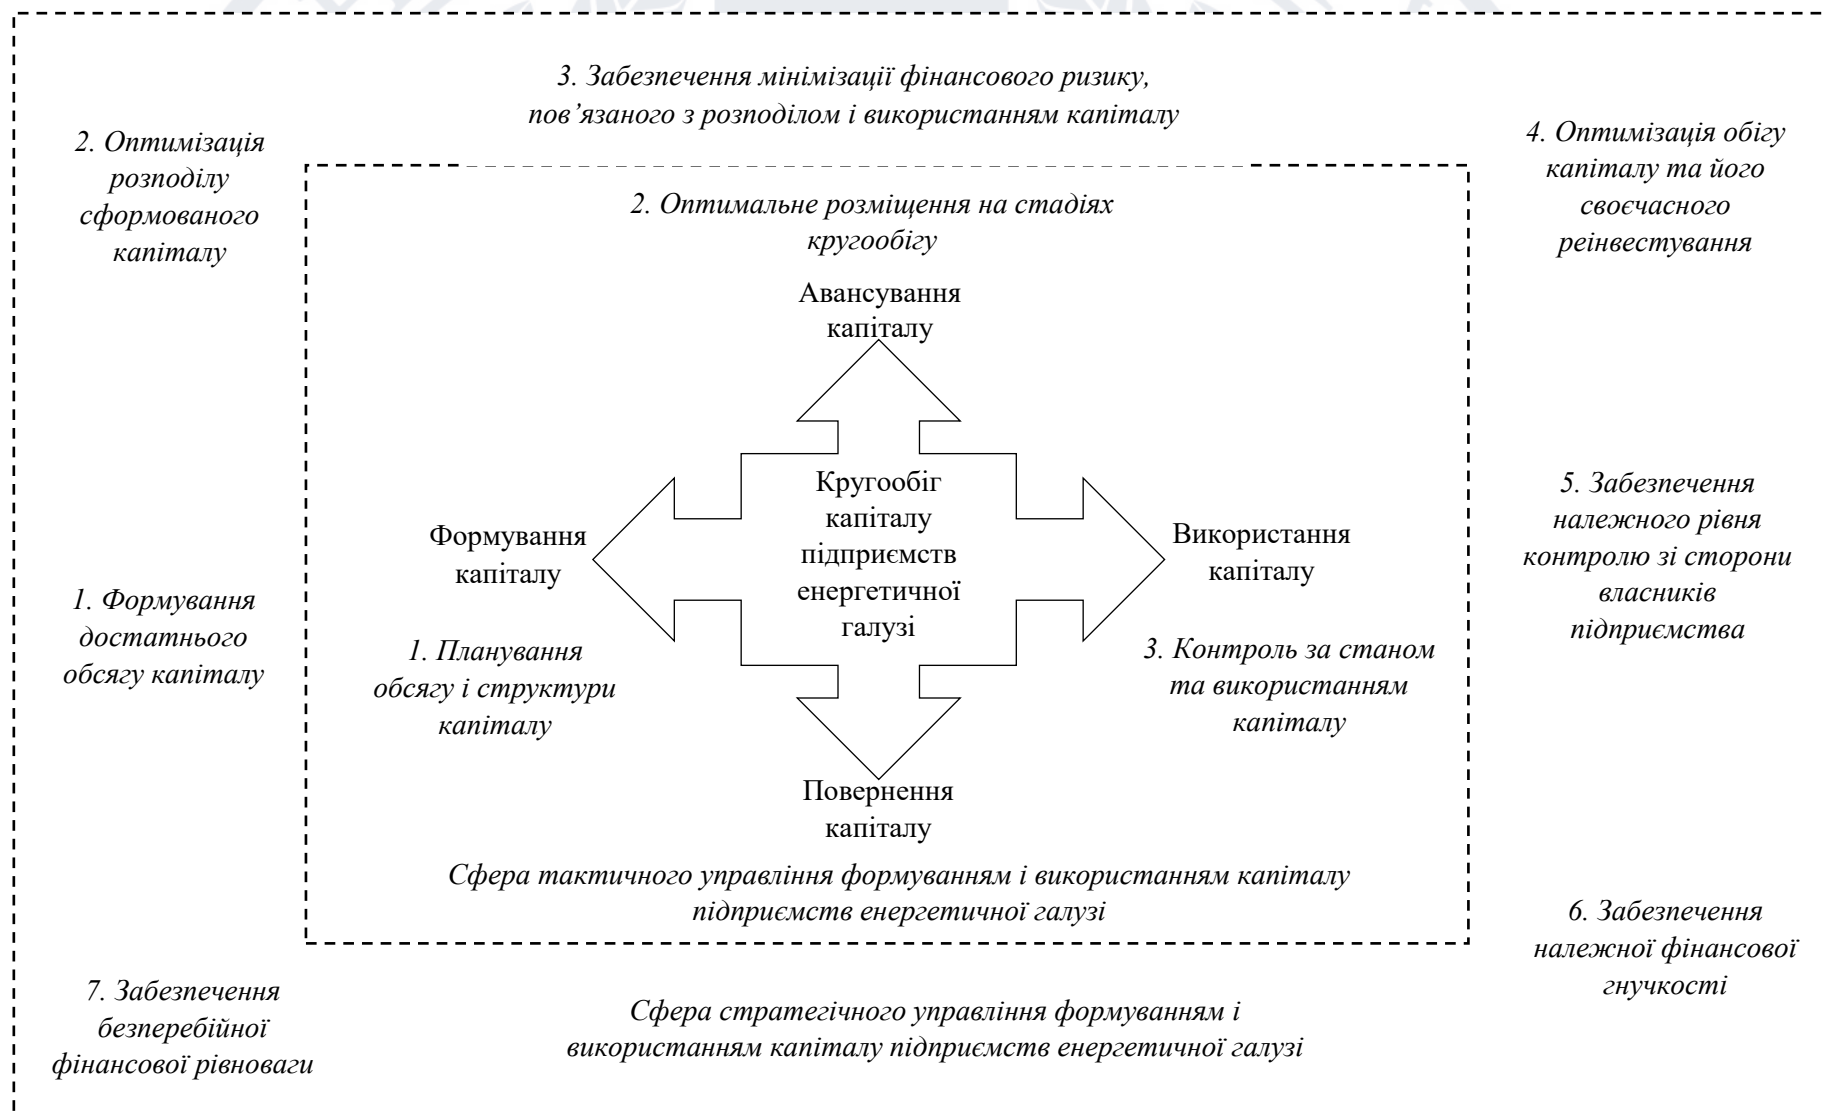 3. Забезпечення мінімізації фінансового ризику,
пов’язаного з розподілом і використанням капіталу
2. Оптимізація
розподілу
сформованого
капіталу
4. Оптимізація обігу
капіталу та його
своєчасного
реінвестування
2. Оптимальне розміщення на стадіях
кругообігу
Авансування
капіталу
Кругообіг
капіталу
підприємств
енергетичної
галузі
Формування
капіталу
Використання
капіталу
5. Забезпечення
належного рівня
контролю зі сторони
власників
підприємства
1. Формування
достатнього
обсягу капіталу
1. Планування
обсягу і структури
капіталу
3. Контроль за станом
та використанням
капіталу
Повернення
капіталу
Сфера тактичного управління формуванням і використанням капіталу
підприємств енергетичної галузі
6. Забезпечення
належної фінансової
гнучкості
7. Забезпечення
безперебійної
фінансової рівноваги
Сфера стратегічного управління формуванням і
використанням капіталу підприємств енергетичної галузі